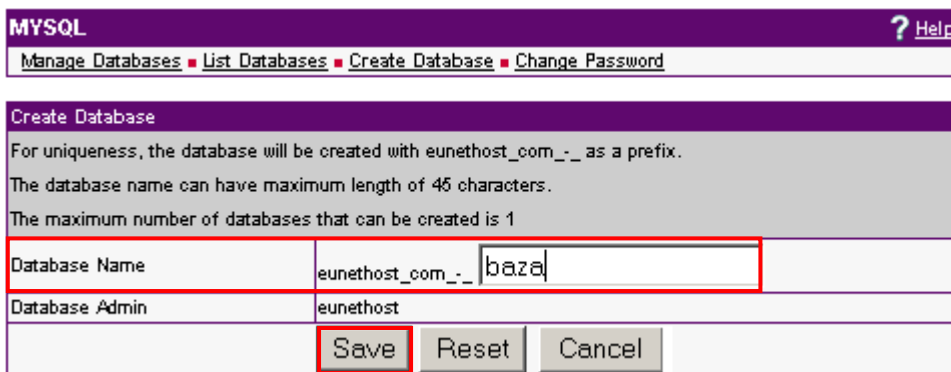 MYSQL ? Help
Manage Databases ▪ List Databases ▪ Create Database ▪ Change Password
Create Database
For uniqueness, the database will be created with eunethost_com_-_ as a prefix.
The database name can have maximum length of 45 characters.
The maximum number of databases that can be created is 1
Database Name eunethost_com_-_ baza
Database Admin eunethost
Save Reset Cancel